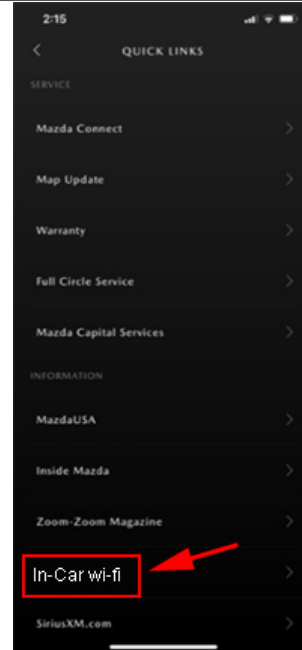 2:15
QUICK LINKS
SERVICE
Mazda Connect
Map Update
Warranty
Full Circle Service
Mazda Capital Services
INFORMATION
MazdaUSA
Inside Mazda
Zoom-Zoom Magazine
In-Car wi-fi
SiriusXM.com